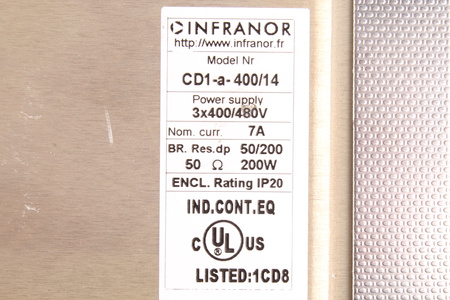 INFRANOR
http://www.infranor.fr
Model Nr
CD1-a-400/14
Power supply
3x400/480V
Nom. curr. 7A
BR. Res.dp 50/200
50 Ω 200W
ENCL. Rating IP20
IND.CONT.EQ
C UL US
LISTED:1CD8